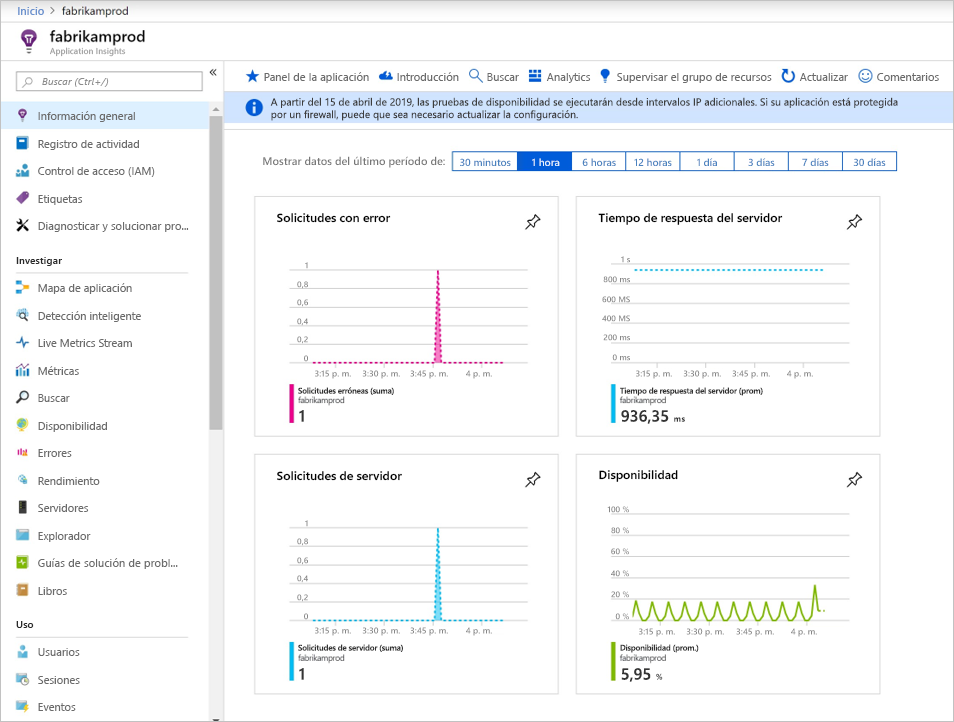 Inicio > fabrikamprod
fabrikamprod
Application Insights
Buscar (Ctrl+/)
«
Información general
Registro de actividad
Control de acceso (IAM)
Etiquetas
Diagnosticar y solucionar pro...
Investigar
Mapa de aplicación
Detección inteligente
Live Metrics Stream
Métricas
Buscar
Disponibilidad
Errores
Rendimiento
Servidores
Explorador
Guías de solución de probl...
Libros
Uso
Usuarios
Sesiones
Eventos
Panel de la aplicación Introducción Buscar Analytics Supervisar el grupo de recursos Actualizar Comentarios
A partir del 15 de abril de 2019, las pruebas de disponibilidad se ejecutarán desde intervalos IP adicionales. Si su aplicación está protegida
por un firewall, puede que sea necesario actualizar la configuración.
Mostrar datos del último período de: 30 minutos 1 hora 6 horas 12 horas 1 día 3 días 7 días 30 días
Solicitudes con error
1
0,8
0,6
0,4
0,2
0
3:15 p. m. 3:30 p. m. 3:45 p. m. 4 p. m.
Solicitudes erróneas (suma)
fabrikamprod
1
Tiempo de respuesta del servidor
1 s
800 ms
600 MS
400 MS
200 ms
0 ms
3:15 p. m. 3:30 p. m. 3:45 p. m. 4 p. m.
Tiempo de respuesta del servidor (prom)
fabrikamprod
936,35 ms
Solicitudes de servidor
1
0,8
0,6
0,4
0,2
0
3:15 p. m. 3:30 p. m. 3:45 p. m. 4 p. m.
Solicitudes de servidor (suma)
fabrikamprod
1
Disponibilidad
100 %
80 %
60 %
40 %
20 %
0 %
3:15 p. m. 3:30 p. m. 3:45 p. m. 4 p. m.
Disponibilidad (prom.)
fabrikamprod
5,95 %